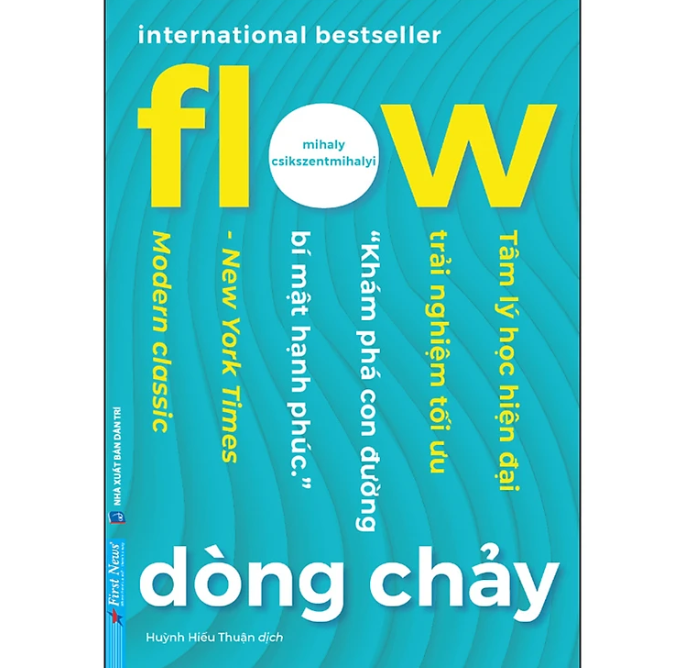 international bestseller
flow
mihaly
csikszentmihalyi
Tâm lý học hiện đại
trải nghiệm tối ưu
“Khám phá con đường
bí mật hạnh phúc.”
- New York Times
Modern classic
NHÀ XUẤT BẢN DÂN TRÍ
First News
dòng chảy
Huỳnh Hiếu Thuận dịch